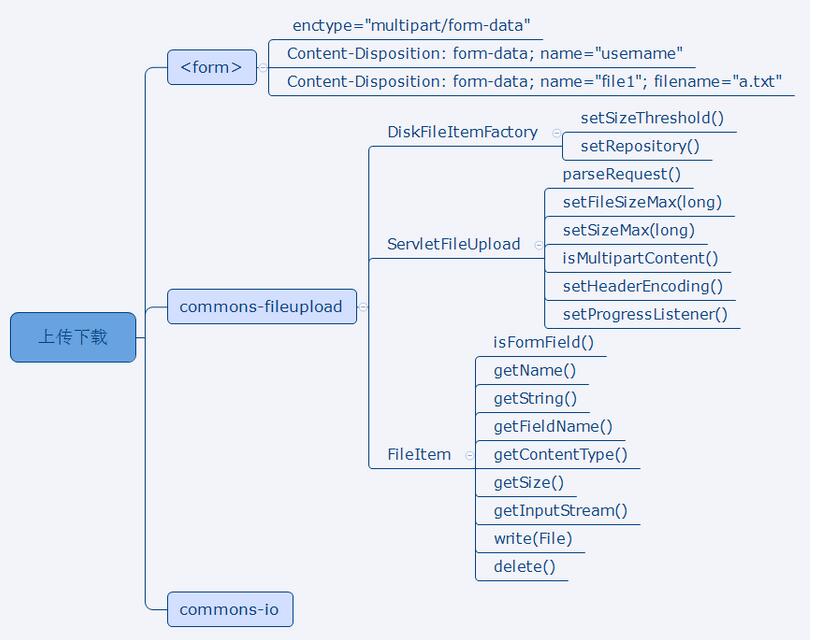 上传下载
<form>
enctype="multipart/form-data"
Content-Disposition: form-data; name="username"
Content-Disposition: form-data; name="file1"; filename="a.txt"
commons-fileupload
DiskFileItemFactory
setSizeThreshold()
setRepository()
ServletFileUpload
parseRequest()
setFileSizeMax(long)
setSizeMax(long)
isMultipartContent()
setHeaderEncoding()
setProgressListener()
FileItem
isFormField()
getName()
getString()
getFieldName()
getContentType()
getSize()
getInputStream()
write(File)
delete()
commons-io